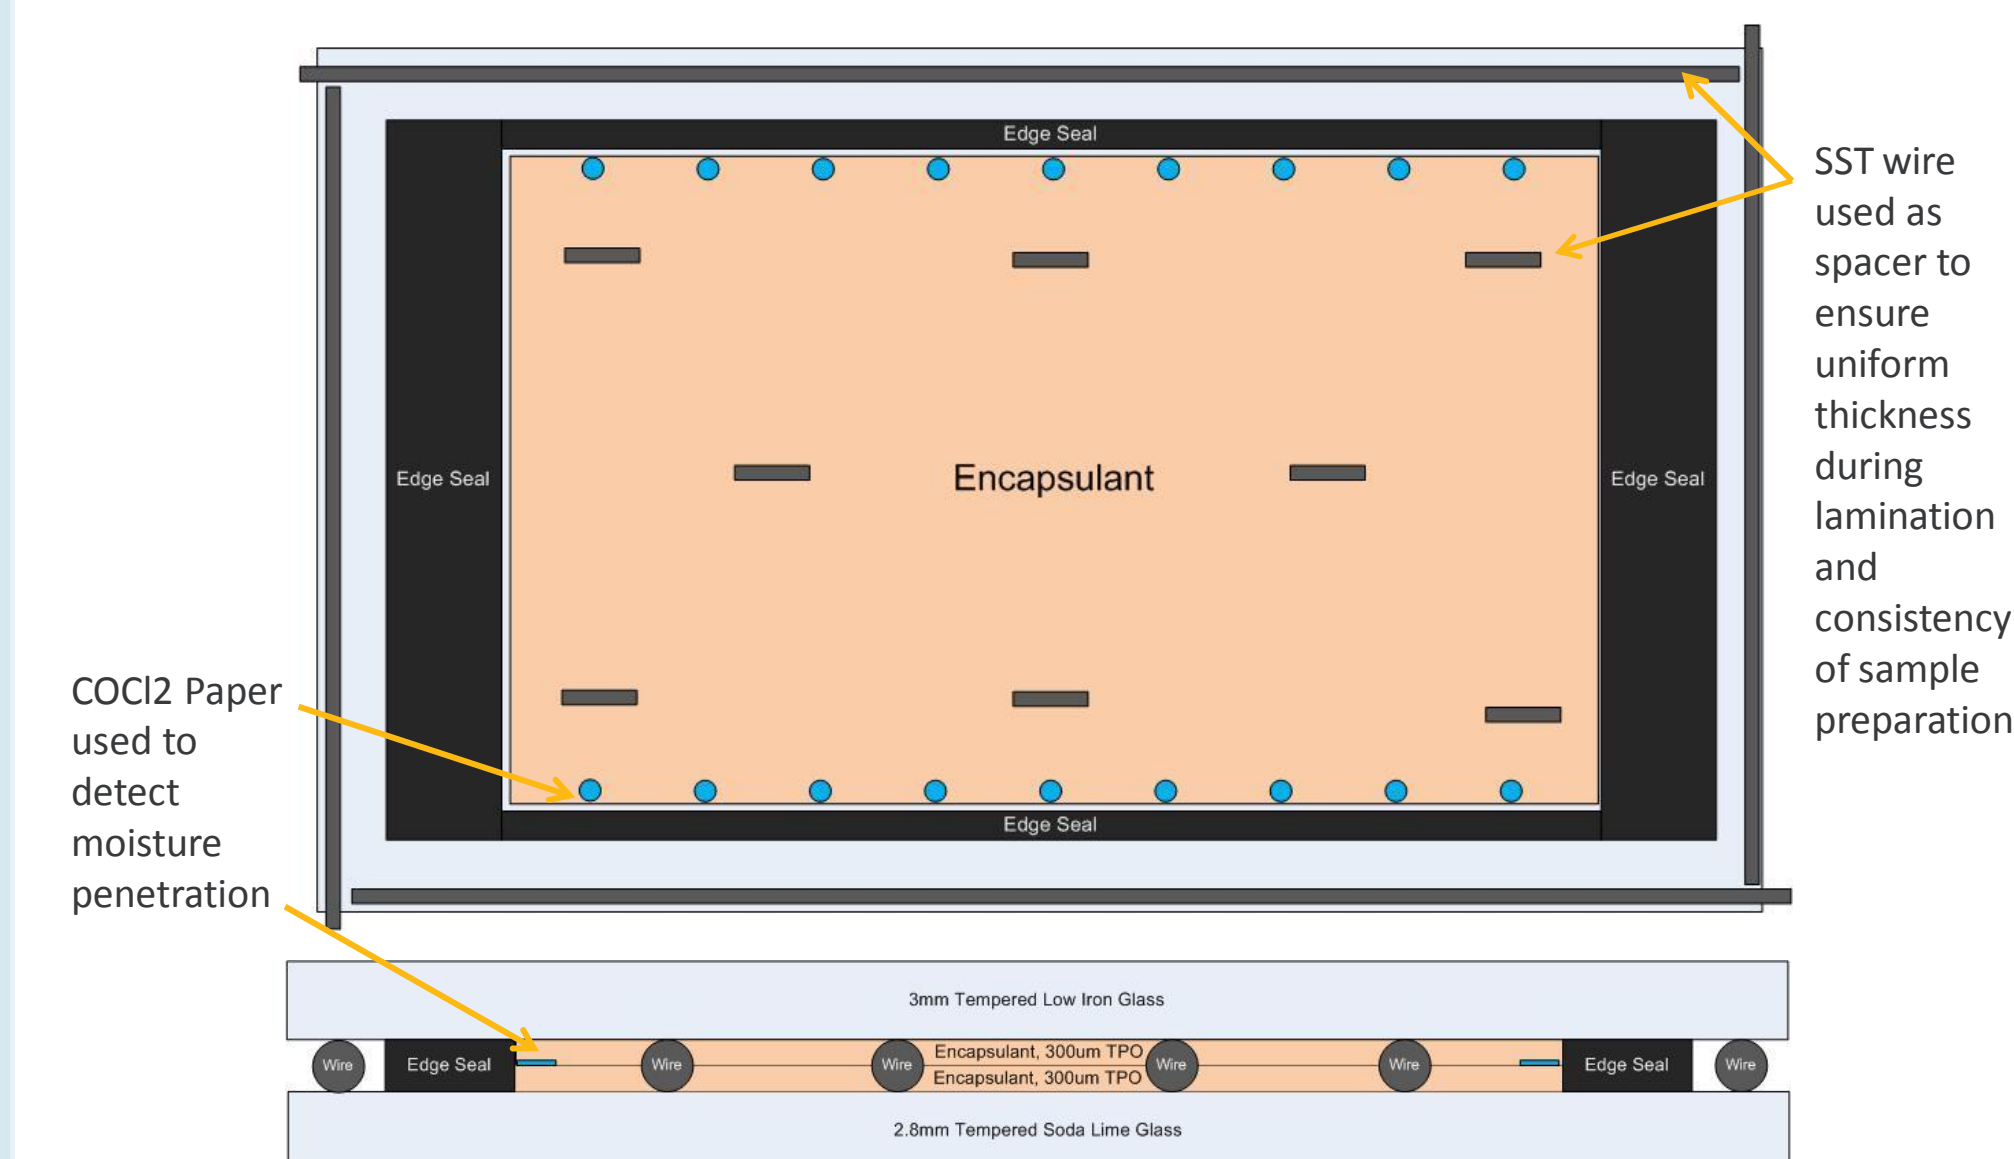 Edge Seal
SST wire
used as
spacer to
ensure
uniform
thickness
during
lamination
and
consistency
of sample
preparation
Edge Seal
Encapsulant
Edge Seal
COCl2 Paper
used to
detect
moisture
penetration
Edge Seal
3mm Tempered Low Iron Glass
Wire
Edge Seal
Wire
Wire
Encapsulant, 300um TPO
Encapsulant, 300um TPO
Wire
Wire
Edge Seal
Wire
2.8mm Tempered Soda Lime Glass